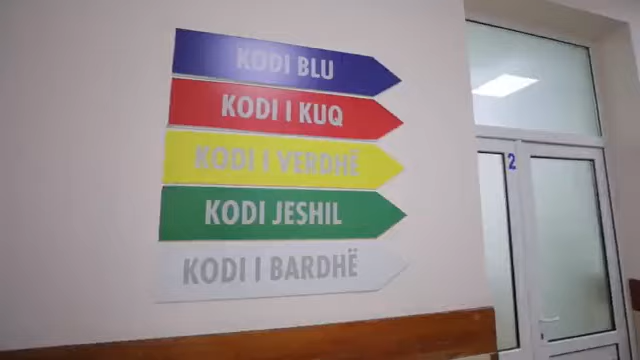 KODI BLU
KODI I KUQ
KODI I VERDHË
KODI JESHIL
KODI I BARDHË
2